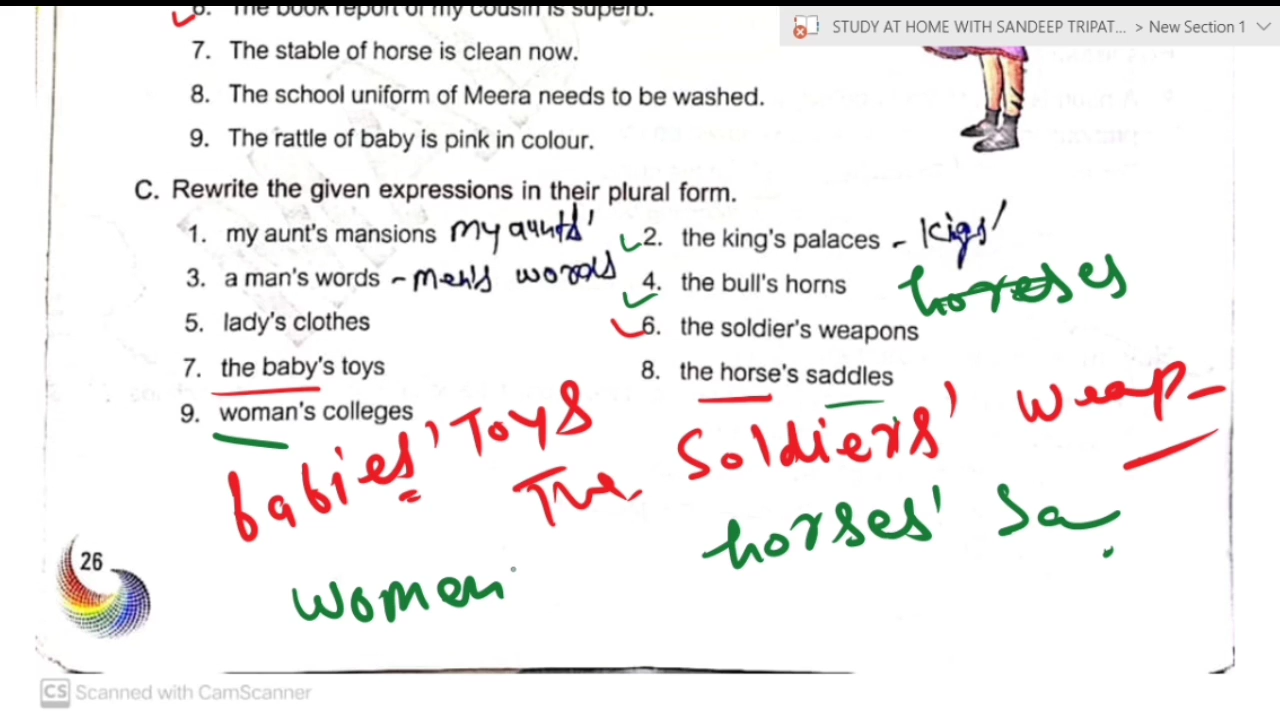 6. The book report of my cousin is superb.
STUDY AT HOME WITH SANDEEP TRIPAT... > New Section 1
7. The stable of horse is clean now.
8. The school uniform of Meera needs to be washed.
9. The rattle of baby is pink in colour.
C. Rewrite the given expressions in their plural form.
1. my aunt's mansions my aunts'
2. the king's palaces - kigs'
3. a man's words - men's words
4. the bull's horns
5. lady's clothes
6. the soldier's weapons
7. the baby's toys
8. the horse's saddles
9. woman's colleges
babies' Toys
The Soldiers' weap-
horses' Sa
women
26
CS Scanned with CamScanner